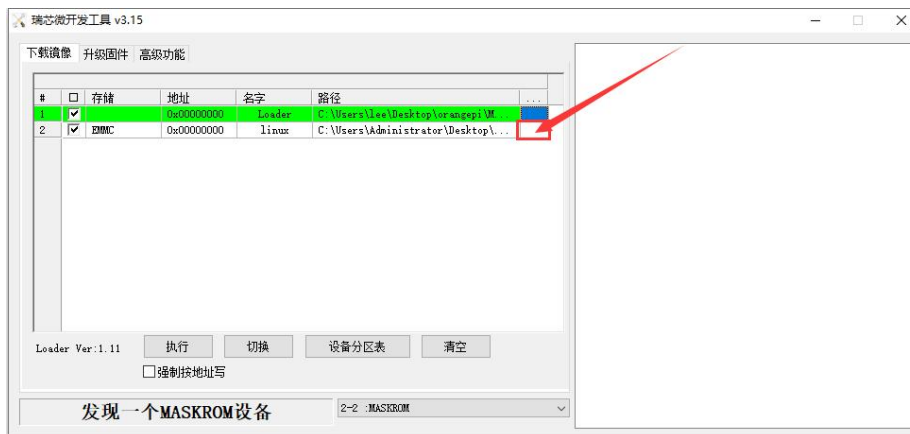 瑞芯微开发工具 v3.15
下载镜像 升级固件 高级功能
# 存储 地址 名字 路径 ...
1 0x00000000 Loader C:\Users\lee\Desktop\orangepi\M...
2 EMMC 0x00000000 linux C:\Users\Administrator\Desktop\...
Loader Ver:1.11 执行 切换 设备分区表 清空
强制按地址写
发现一个MASKROM设备 2-2 :MASKROM